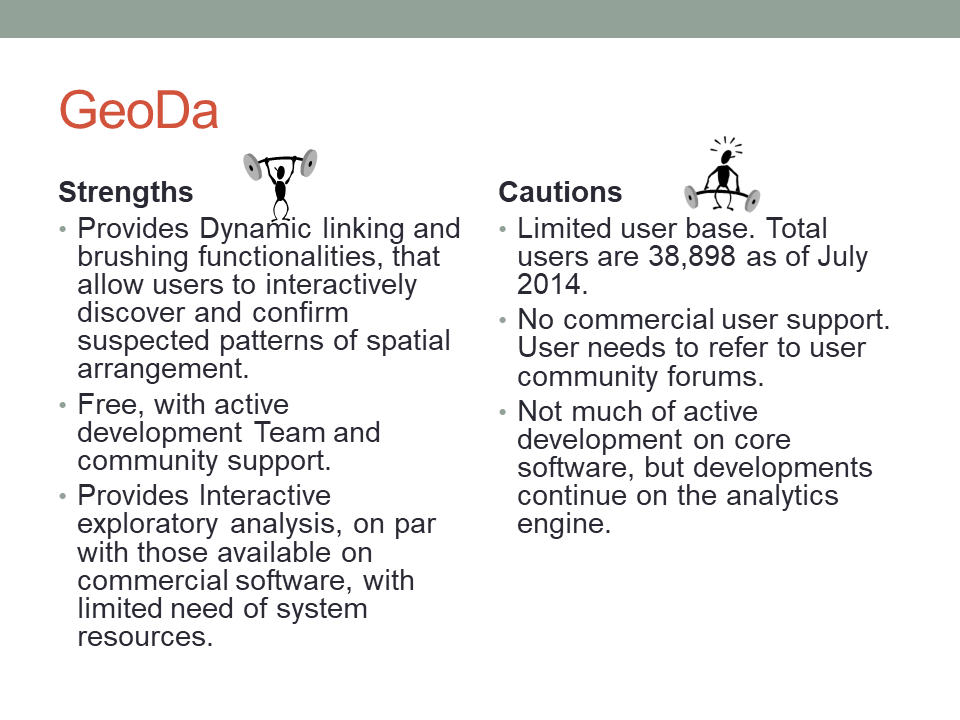 GeoDa
Strengths
• Provides Dynamic linking and
brushing functionalities, that
allow users to interactively
discover and confirm
suspected patterns of spatial
arrangement.
• Free, with active
development Team and
community support.
• Provides Interactive
exploratory analysis, on par
with those available on
commercial software, with
limited need of system
resources.
Cautions
• Limited user base. Total
users are 38,898 as of July
2014.
• No commercial user support.
User needs to refer to user
community forums.
• Not much of active
development on core
software, but developments
continue on the analytics
engine.